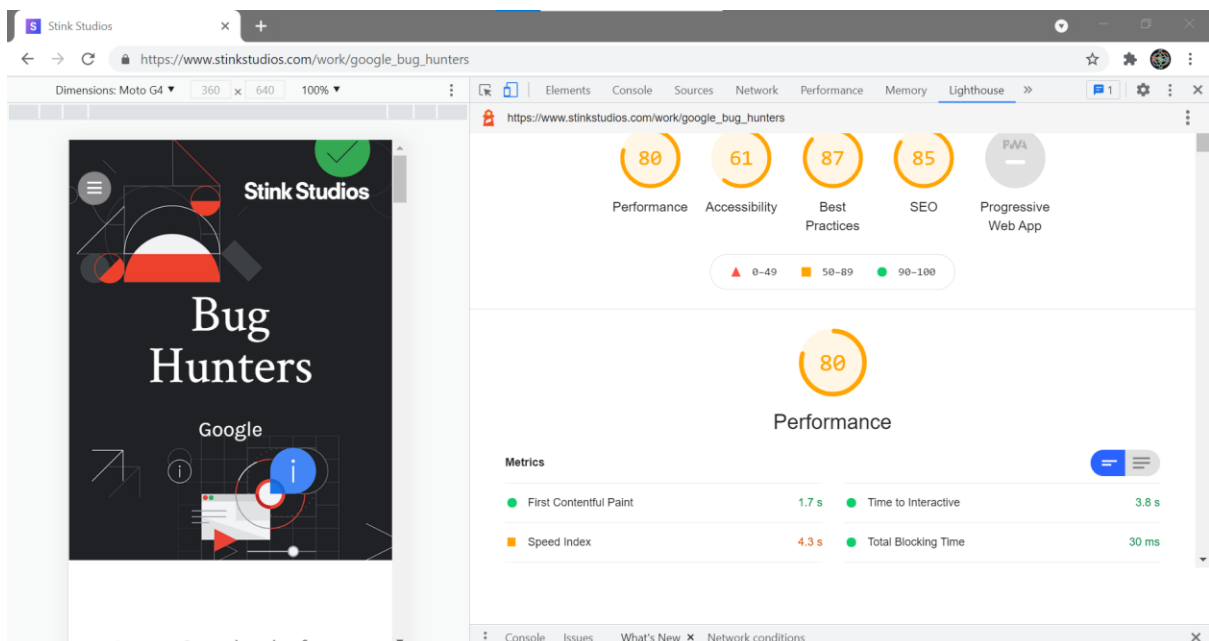 S Stink Studios × +
https://www.stinkstudios.com/work/google_bug_hunters
Dimensions: Moto G4 ▼ 360 × 640 100% ▼
Elements Console Sources Network Performance Memory Lighthouse » 1
https://www.stinkstudios.com/work/google_bug_hunters
Stink Studios
Bug
Hunters
Google
i i
80 61 87 85 PWA
Performance Accessibility Best Practices SEO Progressive Web App
0–49 50–89 90–100
80
Performance
Metrics
First Contentful Paint 1.7 s Time to Interactive 3.8 s
Speed Index 4.3 s Total Blocking Time 30 ms
Console Issues What's New × Network conditions